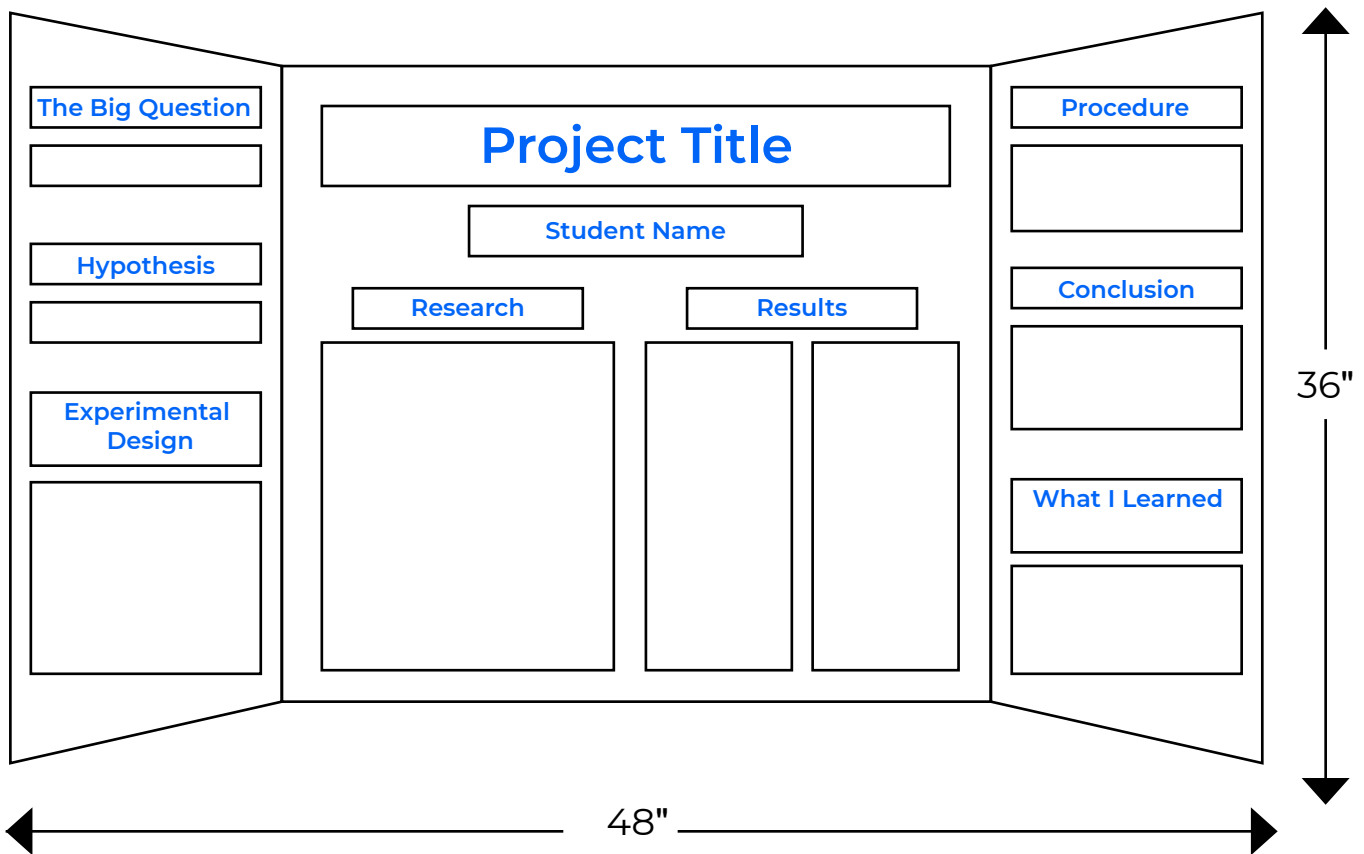 The Big Question
Hypothesis
Experimental
Design
Project Title
Student Name
Research
Results
Procedure
Conclusion
What I Learned
36"
48"